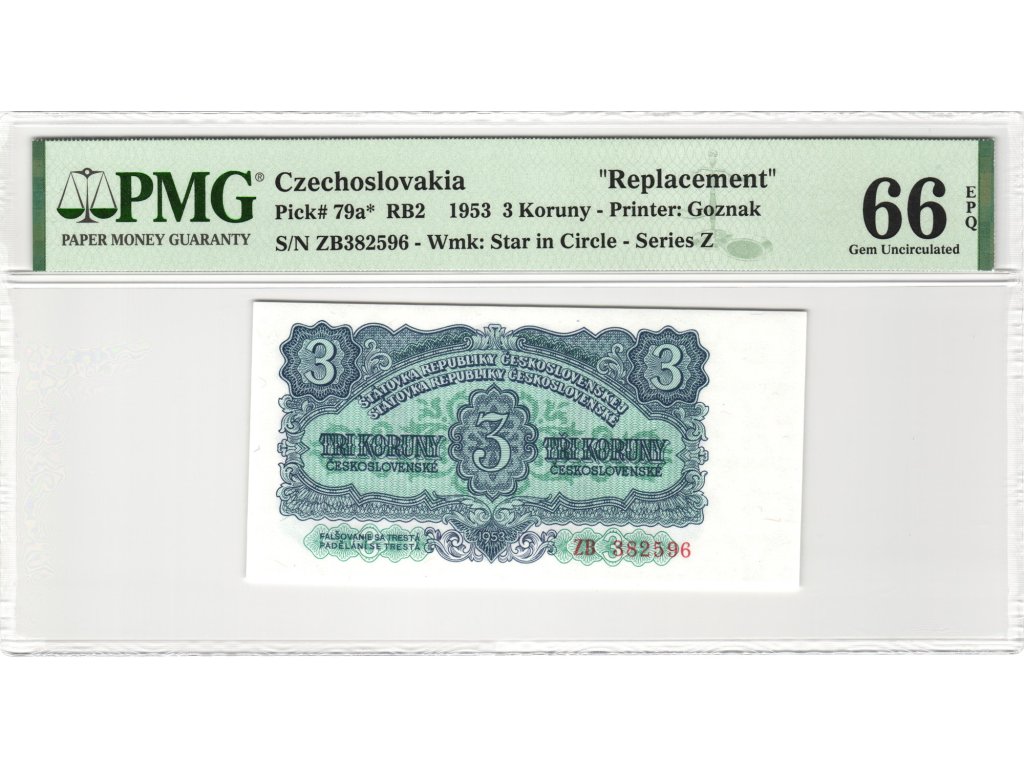 PMG®
PAPER MONEY GUARANTY
Czechoslovakia "Replacement"
Pick# 79a* RB2 1953 3 Koruny - Printer: Goznak
S/N ZB382596 - Wmk: Star in Circle - Series Z
66 EPQ
Gem Uncirculated
3 3
ŠTÁTOVKA REPUBLIKY ČESKOSLOVENSKEJ
STÁTOVKA REPUBLIKY ČESKOSLOVENSKÉ
TRI KORUNY 3 TŘI KORUNY
ČESKOSLOVENSKÉ ČESKOSLOVENSKÉ
FALŠOVANIE SA TRESTÁ
PADĚLÁNÍ SE TRESTÁ
1953
ZB 382596